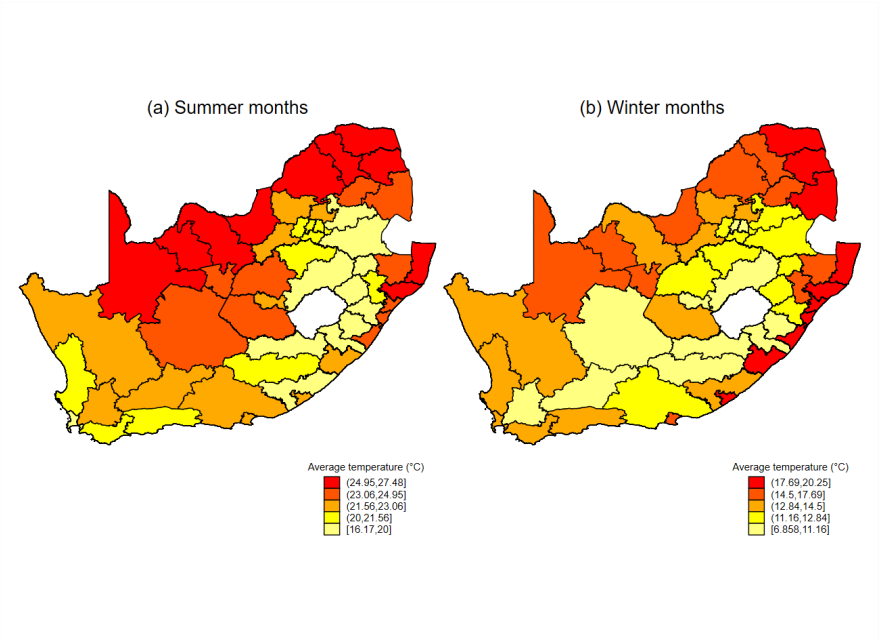 (a) Summer months
(b) Winter months
Average temperature (°C)
(24.95,27.48]
(23.06,24.95]
(21.56,23.06]
(20,21.56]
[16.17,20]
Average temperature (°C)
(17.69,20.25]
(14.5,17.69]
(12.84,14.5]
(11.16,12.84]
[6.858,11.16]